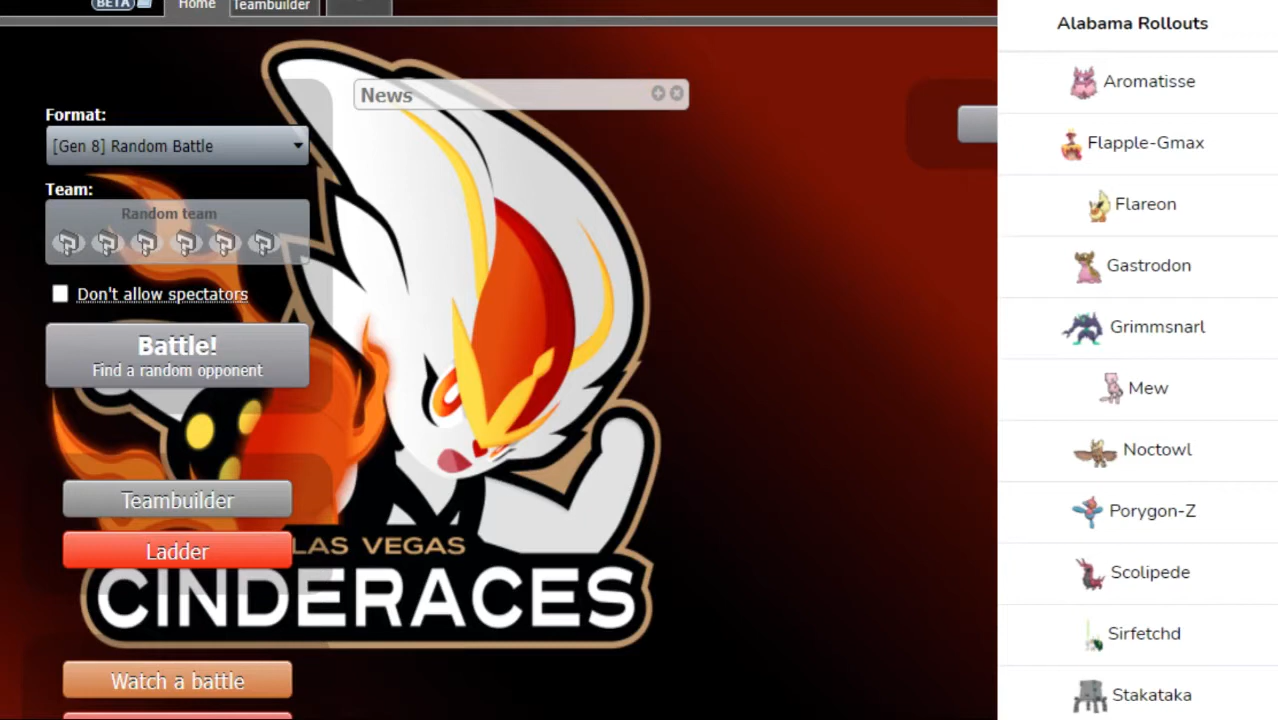 BETA
Home
Teambuilder
Format:
[Gen 8] Random Battle
Team:
Random team
Don't allow spectators
Battle!
Find a random opponent
Teambuilder
Ladder
Watch a battle
News
LAS VEGAS
CINDERACES
Alabama Rollouts
Aromatisse
Flapple-Gmax
Flareon
Gastrodon
Grimmsnarl
Mew
Noctowl
Porygon-Z
Scolipede
Sirfetchd
Stakataka